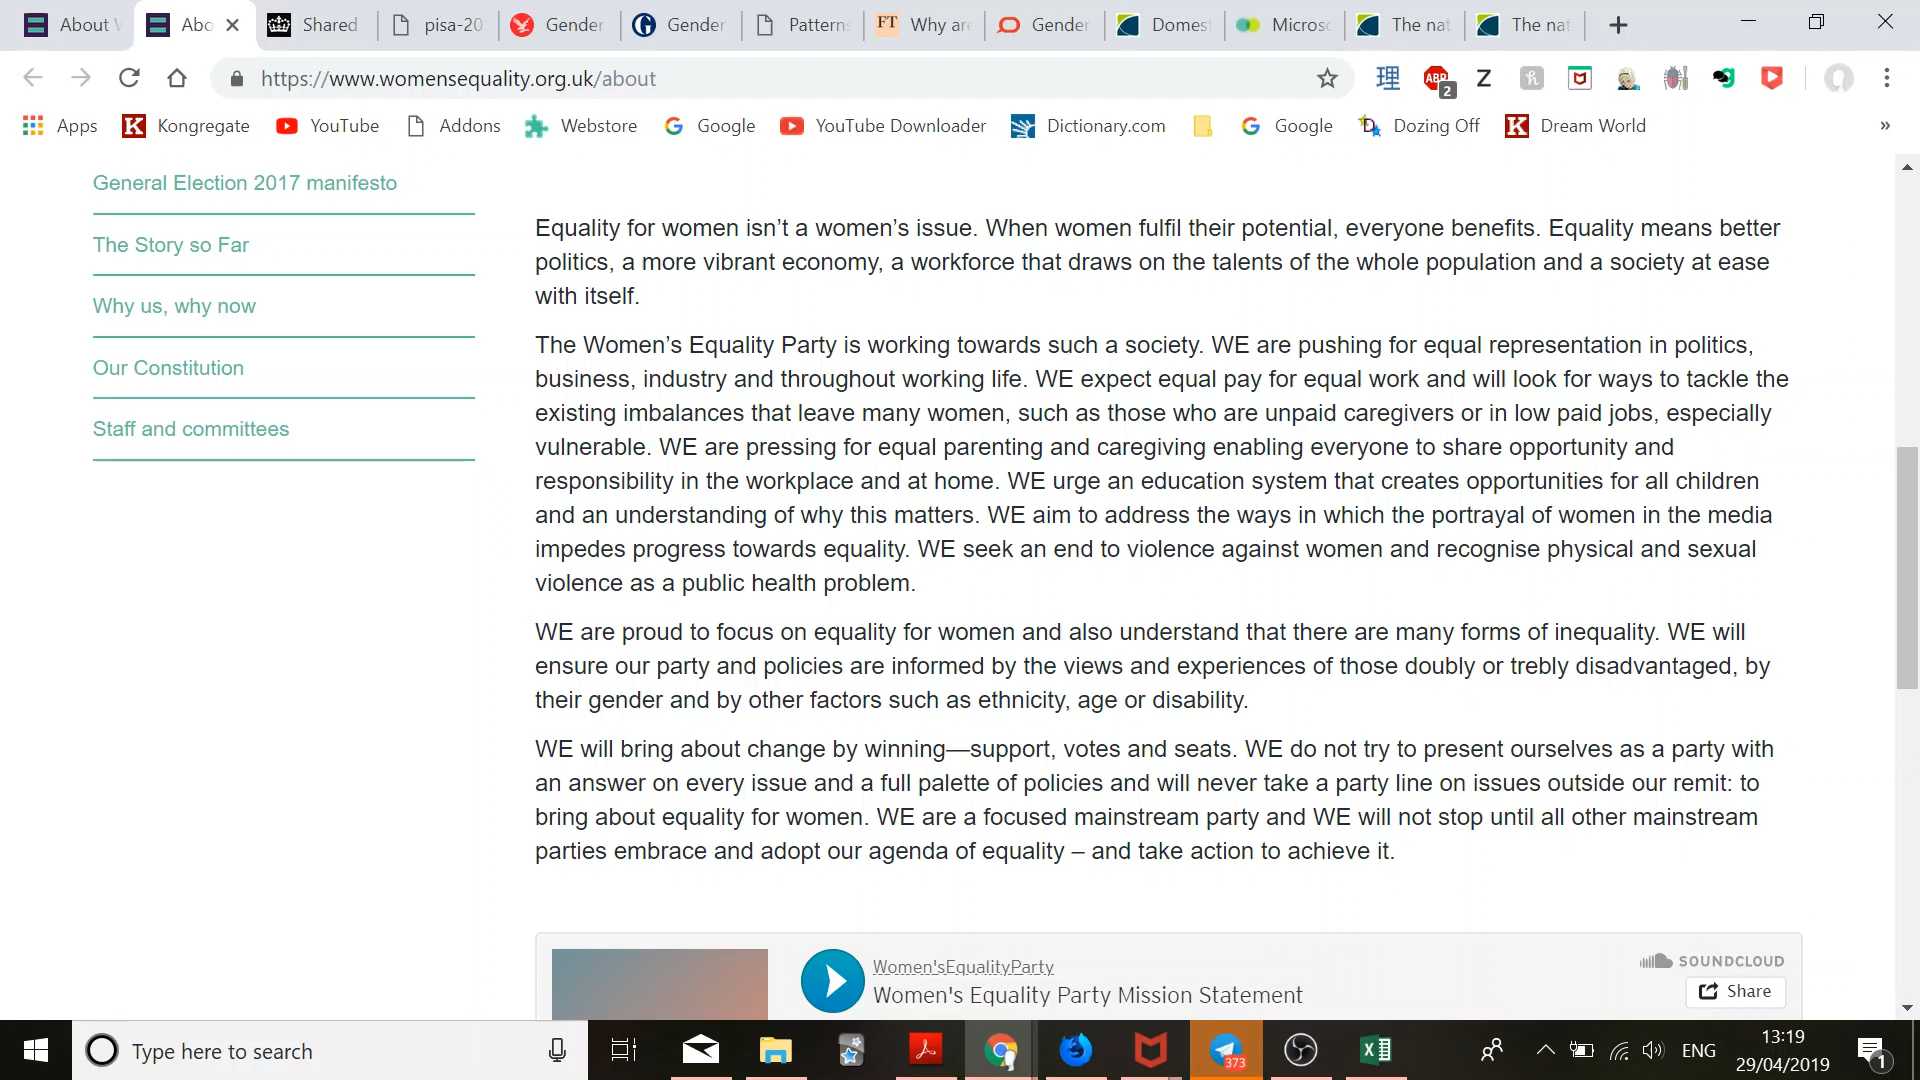 About
Abo
Shared
pisa-20
Gender
Gender
Pattern
FT Why are
Gender
Domes
Micros
The nat
The nat
https://www.womensequality.org.uk/about
理
ABP
2
Z
Apps
Kongregate
YouTube
Addons
Webstore
Google
YouTube Downloader
Dictionary.com
Google
Dozing Off
Dream World
»
General Election 2017 manifesto
The Story so Far
Why us, why now
Our Constitution
Staff and committees
Equality for women isn’t a women’s issue. When women fulfil their potential, everyone benefits. Equality means better
politics, a more vibrant economy, a workforce that draws on the talents of the whole population and a society at ease
with itself.
The Women’s Equality Party is working towards such a society. WE are pushing for equal representation in politics,
business, industry and throughout working life. WE expect equal pay for equal work and will look for ways to tackle the
existing imbalances that leave many women, such as those who are unpaid caregivers or in low paid jobs, especially
vulnerable. WE are pressing for equal parenting and caregiving enabling everyone to share opportunity and
responsibility in the workplace and at home. WE urge an education system that creates opportunities for all children
and an understanding of why this matters. WE aim to address the ways in which the portrayal of women in the media
impedes progress towards equality. WE seek an end to violence against women and recognise physical and sexual
violence as a public health problem.
WE are proud to focus on equality for women and also understand that there are many forms of inequality. WE will
ensure our party and policies are informed by the views and experiences of those doubly or trebly disadvantaged, by
their gender and by other factors such as ethnicity, age or disability.
WE will bring about change by winning—support, votes and seats. WE do not try to present ourselves as a party with
an answer on every issue and a full palette of policies and will never take a party line on issues outside our remit: to
bring about equality for women. WE are a focused mainstream party and WE will not stop until all other mainstream
parties embrace and adopt our agenda of equality – and take action to achieve it.
Women'sEqualityParty
Women's Equality Party Mission Statement
SOUNDCLOUD
Share
Type here to search
373
ENG
13:19
29/04/2019
1